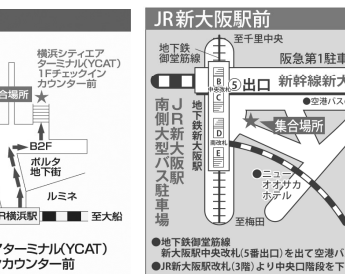 横浜シティエア
ターミナル(YCAT)
1Fチェックイン
カウンター前
合場所
B2F
ポルタ
地下街
ルミネ
R横浜駅
至大船
ターミナル(YCAT)
カウンター前
JR新大阪駅前
至千里中央
地下鉄
御堂筋線
阪急第1駐車
B
中央改札
C
⑤出口
新幹線新大
空港バス
集合場所
地下鉄新大阪駅
JR新大阪駅
南側大型バス駐車場
D
南改札
E
ニュー
オオサカ
ホテル
至梅田
●地下鉄御堂筋線
新大阪駅中央改札(5番出口)を出て空港バ
●JR新大阪駅改札(3階)より中央口階段を下